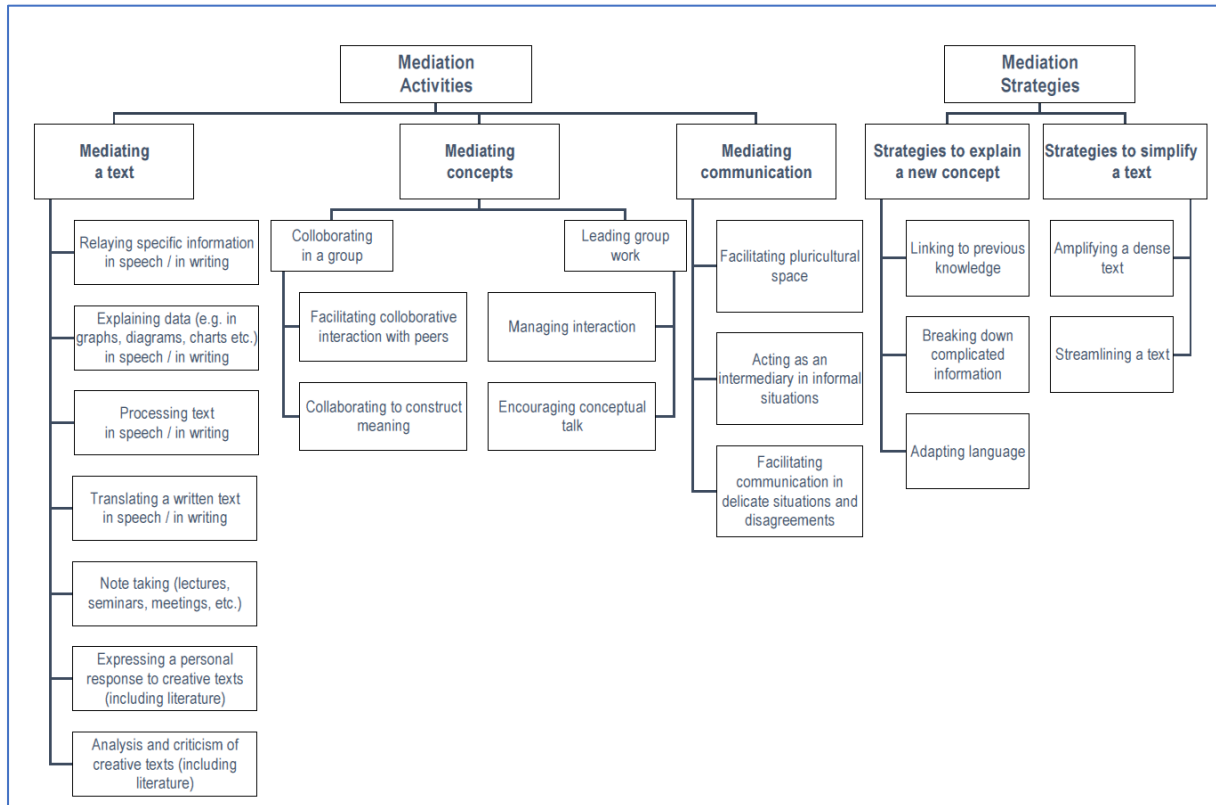 Mediation
Activities
Mediation
Strategies
Mediating
a text
Mediating
concepts
Mediating
communication
Strategies to explain
a new concept
Strategies to simplify
a text
Relaying specific information
in speech / in writing
Explaining data (e.g. in
graphs, diagrams, charts etc.)
in speech / in writing
Processing text
in speech / in writing
Translating a written text
in speech / in writing
Note taking (lectures,
seminars, meetings, etc.)
Expressing a personal
response to creative texts
(including literature)
Analysis and criticism of
creative texts (including
literature)
Colloborating
in a group
Facilitating collaborative
interaction with peers
Collaborating to construct
meaning
Leading group
work
Managing interaction
Encouraging conceptual
talk
Facilitating pluricultural
space
Acting as an
intermediary in informal
situations
Facilitating
communication in
delicate situations and
disagreements
Linking to previous
knowledge
Breaking down
complicated
information
Adapting language
Amplifying a dense
text
Streamlining a text